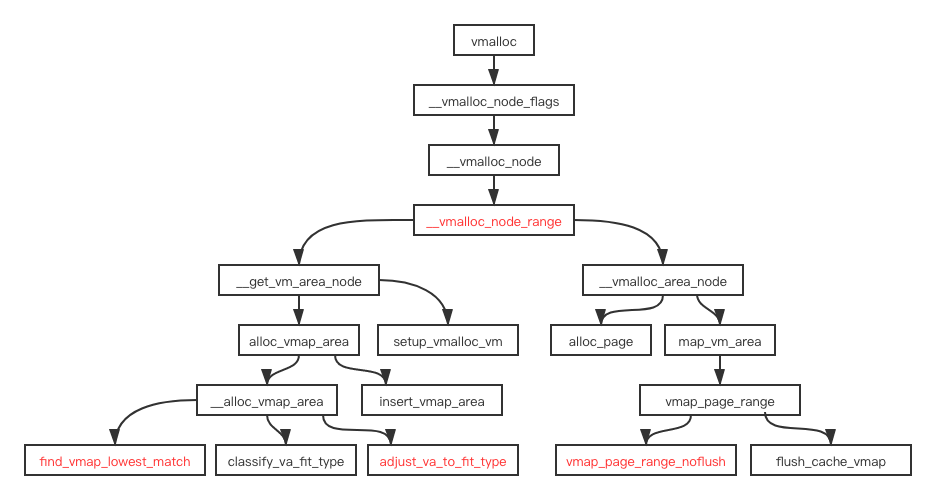 vmalloc
__vmalloc_node_flags
__vmalloc_node
__vmalloc_node_range
__get_vm_area_node
__vmalloc_area_node
alloc_vmap_area
setup_vmalloc_vm
alloc_page
map_vm_area
__alloc_vmap_area
insert_vmap_area
vmap_page_range
find_vmap_lowest_match
classify_va_fit_type
adjust_va_to_fit_type
vmap_page_range_noflush
flush_cache_vmap